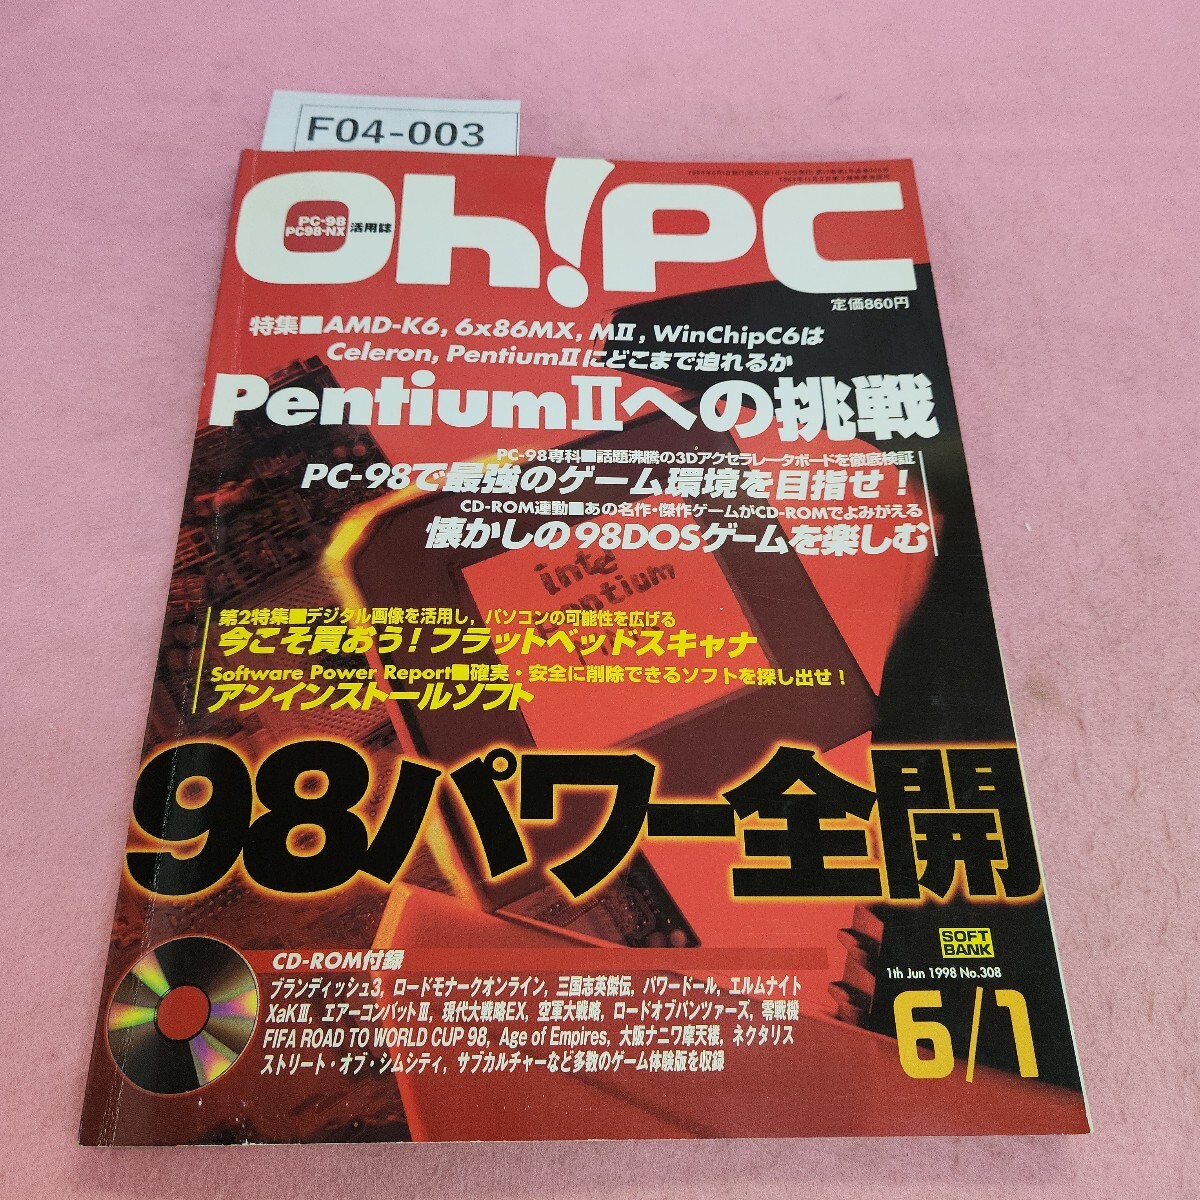 F04-003
Oh!PC
PC-98
PC98-NX
活用誌
定価860円
特集■AMD-K6, 6x86MX, MⅡ, WinChipC6は
Celeron, PentiumⅡにどこまで迫れるか
PentiumⅡへの挑戦
PC-98専科■話題沸騰の3Dアクセラレータボードを徹底検証
PC-98で最強のゲーム環境を目指せ！
CD-ROM連動■あの名作・傑作ゲームがCD-ROMでよみがえる
懐かしの98DOSゲームを楽しむ
第2特集■デジタル画像を活用し，パソコンの可能性を広げる
今こそ買おう！フラットベッドスキャナ
Software Power Report■確実・安全に削除できるソフトを探し出せ！
アンインストールソフト
98パワー全開
SOFT
BANK
1th Jun 1998 No.308
6/1
CD-ROM付録
ブランディッシュ3，ロードモナークオンライン，三国志英傑伝，パワードール，エルムナイト
XaKⅢ，エアーコンバットⅢ，現代大戦略EX，空軍大戦略，ロードオブパンツァーズ，零戦機
FIFA ROAD TO WORLD CUP 98，Age of Empires，大阪ナニワ摩天楼，ネクタリス
ストリート・オブ・シムシティ，サブカルチャーなど多数のゲーム体験版を収録